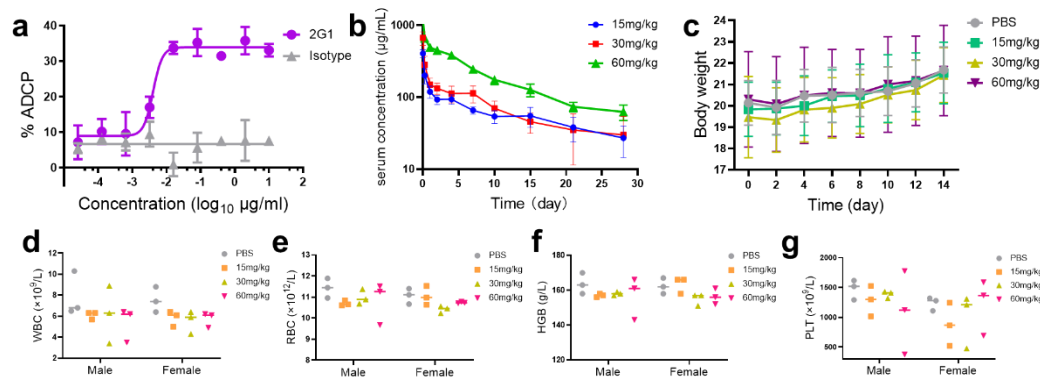 a
% ADCP
40
30
20
10
0
-4
-3
-2
-1
0
1
2
Concentration (log10 μg/ml)
2G1
Isotype
b
serum concentration (μg/mL)
1000
100
10
0
5
10
15
20
25
30
Time (day)
15mg/kg
30mg/kg
60mg/kg
c
Body weight
24
23
22
21
20
19
18
17
0
2
4
6
8
10
12
14
Time (day)
PBS
15mg/kg
30mg/kg
60mg/kg
d
WBC (×10⁹/L)
12
10
8
6
4
2
Male
Female
PBS
15mg/kg
30mg/kg
60mg/kg
e
RBC (×10¹²/L)
13
12
11
10
9
8
Male
Female
PBS
15mg/kg
30mg/kg
60mg/kg
f
HGB (g/L)
180
160
140
120
Male
Female
PBS
15mg/kg
30mg/kg
60mg/kg
g
PLT (×10⁹/L)
1900
1400
900
500
Male
Female
PBS
15mg/kg
30mg/kg
60mg/kg